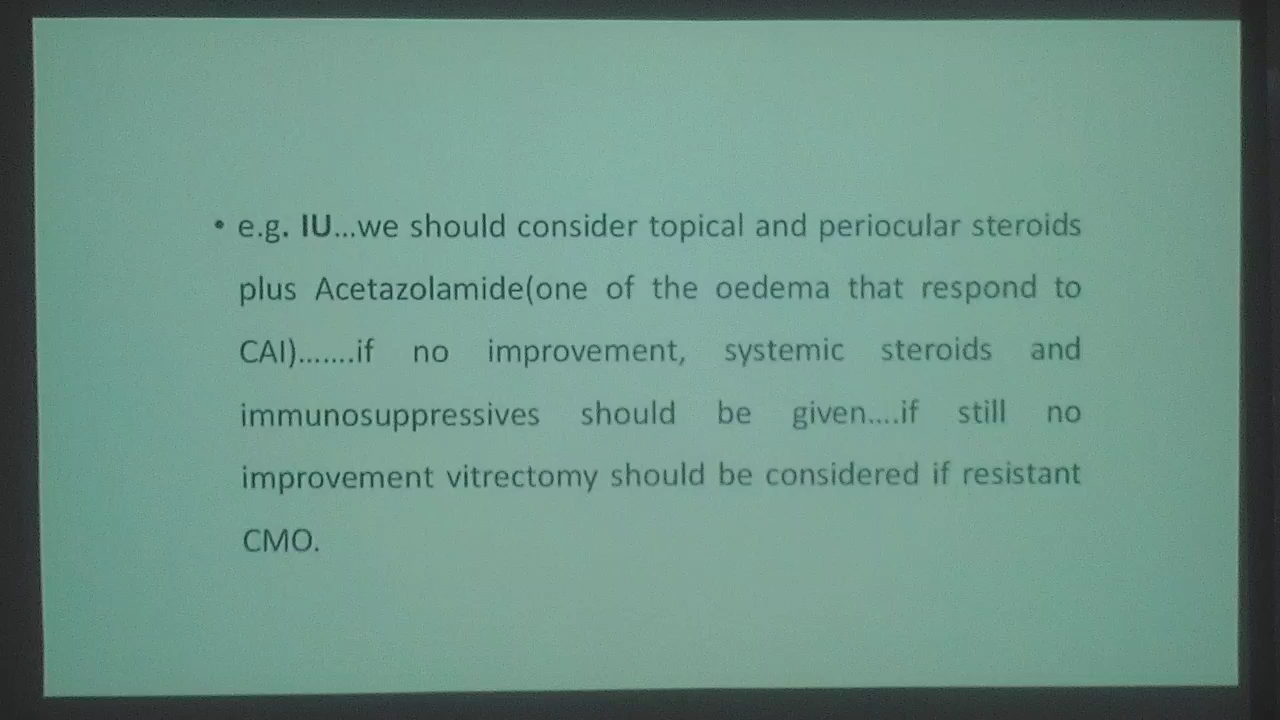 • e.g. IU...we should consider topical and periocular steroids
plus Acetazolamide(one of the oedema that respond to
CAI).......if no improvement, systemic steroids and
immunosuppressives should be given....if still no
improvement vitrectomy should be considered if resistant
CMO.